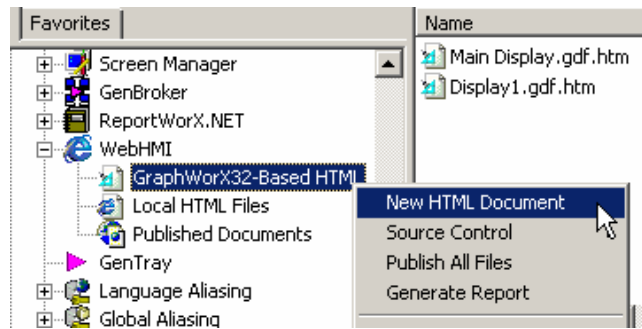 Favorites
Screen Manager
GenBroker
ReportWorX.NET
WebHMI
GraphWorX32-Based HTML
Local HTML Files
Published Documents
GenTray
Language Aliasing
Global Aliasing
Name
Main Display.gdf.htm
Display1.gdf.htm
New HTML Document
Source Control
Publish All Files
Generate Report